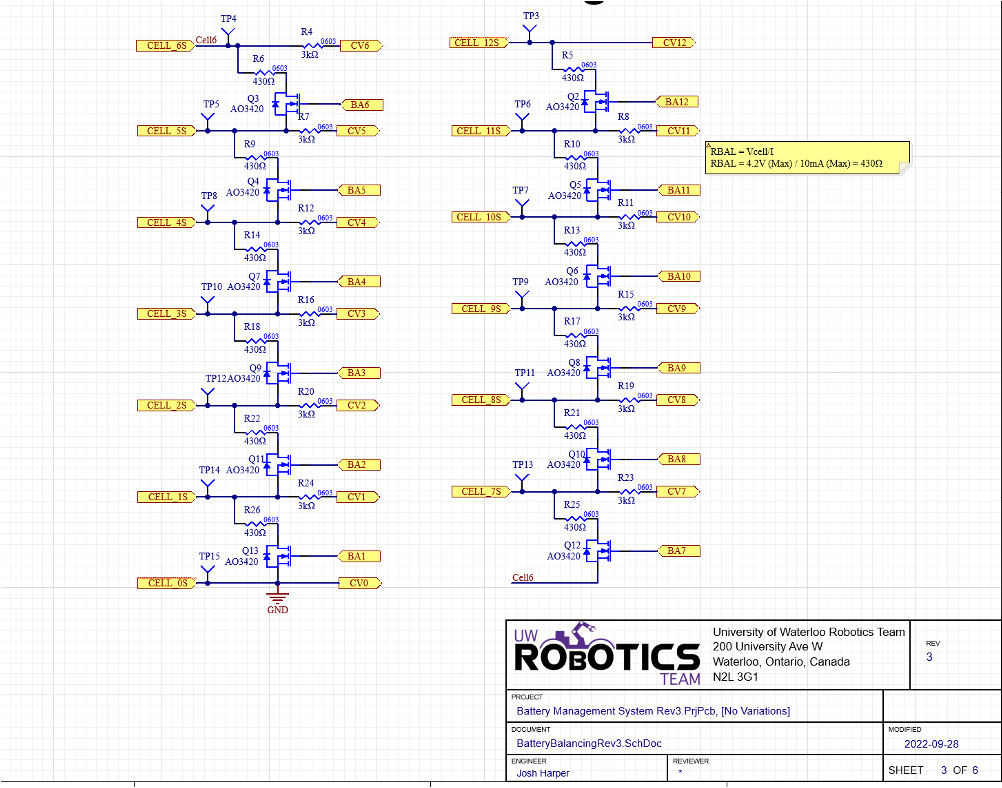 TP4
CELL_6S Cell6 R4 0603 3kΩ CV6
R6 0603 430Ω
Q3 AO3420 BA6
TP5
CELL_5S R7 0603 3kΩ CV5
R9 0603 430Ω
Q4 AO3420 BA5
TP8
CELL_4S R12 0603 3kΩ CV4
R14 0603 430Ω
Q7 AO3420 BA4
TP10
CELL_3S R16 0603 3kΩ CV3
R18 0603 430Ω
Q9 AO3420 BA3
TP12
CELL_2S R20 0603 3kΩ CV2
R22 0603 430Ω
Q11 AO3420 BA2
TP14
CELL_1S R24 0603 3kΩ CV1
R26 0603 430Ω
Q13 AO3420 BA1
TP15
CELL_0S CV0
GND
TP3
CELL_12S CV12
R5 0603 430Ω
Q2 AO3420 BA12
TP6
CELL_11S R8 0603 3kΩ CV11
R10 0603 430Ω
Q5 AO3420 BA11
TP7
CELL_10S R11 0603 3kΩ CV10
R13 0603 430Ω
Q6 AO3420 BA10
TP9
CELL_9S R15 0603 3kΩ CV9
R17 0603 430Ω
Q8 AO3420 BA9
TP11
CELL_8S R19 0603 3kΩ CV8
R21 0603 430Ω
Q10 AO3420 BA8
TP13
CELL_7S R23 0603 3kΩ CV7
R25 0603 430Ω
Q12 AO3420 BA7
Cell6
RBAL = Vcell/I
RBAL = 4.2V (Max) / 10mA (Max) = 430Ω
UW
ROBOTICS
TEAM
University of Waterloo Robotics Team
200 University Ave W
Waterloo, Ontario, Canada
N2L 3G1
REV
3
PROJECT
Battery Management System Rev3.PrjPcb, [No Variations]
DOCUMENT
BatteryBalancingRev3.SchDoc
MODIFIED
2022-09-28
ENGINEER
Josh Harper
REVIEWER
*
SHEET 3 OF 6